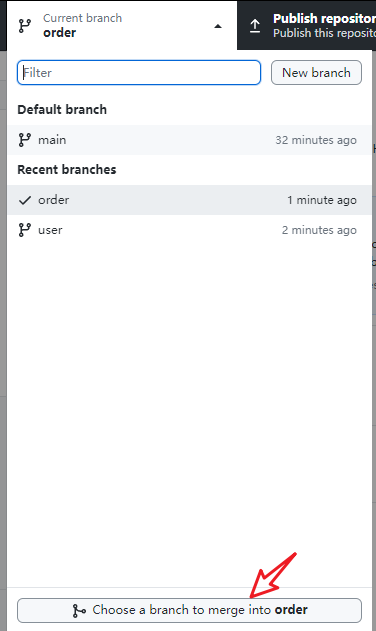 Current branch
order
Publish repositor
Publish this reposito
Filter
New branch
Default branch
main 32 minutes ago
Recent branches
order 1 minute ago
user 2 minutes ago
Choose a branch to merge into order